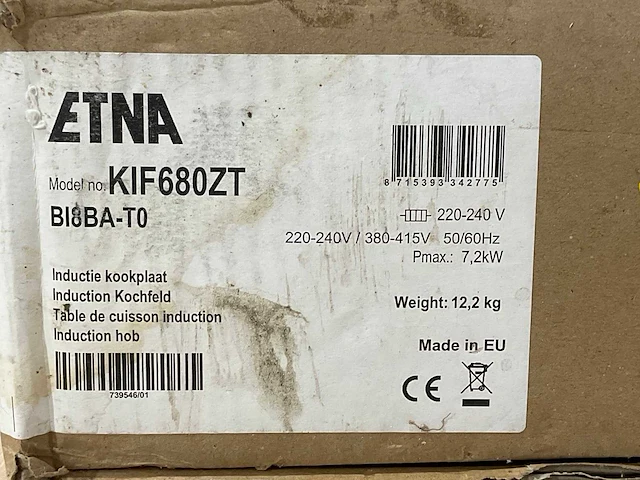 ETNA
Model no. KIF680ZT
BI8BA-T0
8 715393 342775
220-240 V
220-240V / 380-415V 50/60Hz
Pmax.: 7,2kW
Inductie kookplaat
Induction Kochfeld
Table de cuisson induction
Induction hob
739546/01
Weight: 12,2 kg
Made in EU
CE